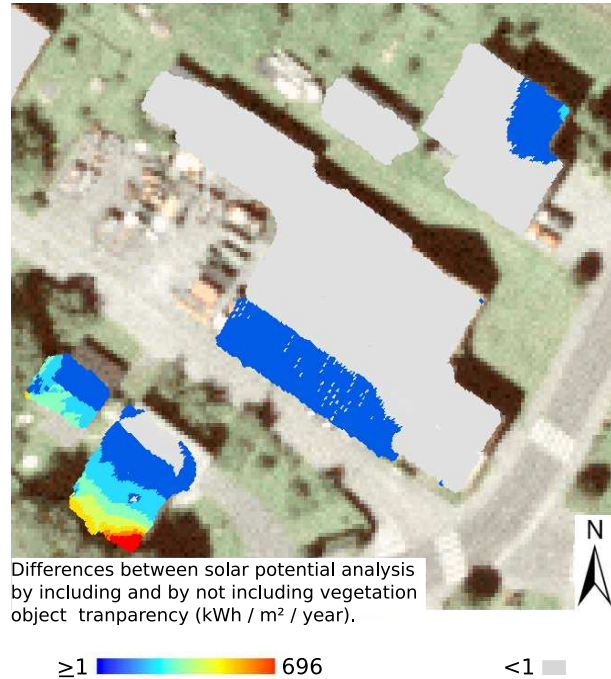 N
Differences between solar potential analysis
by including and by not including vegetation
object tranparency (kWh / m² / year).
≥1 696 <1